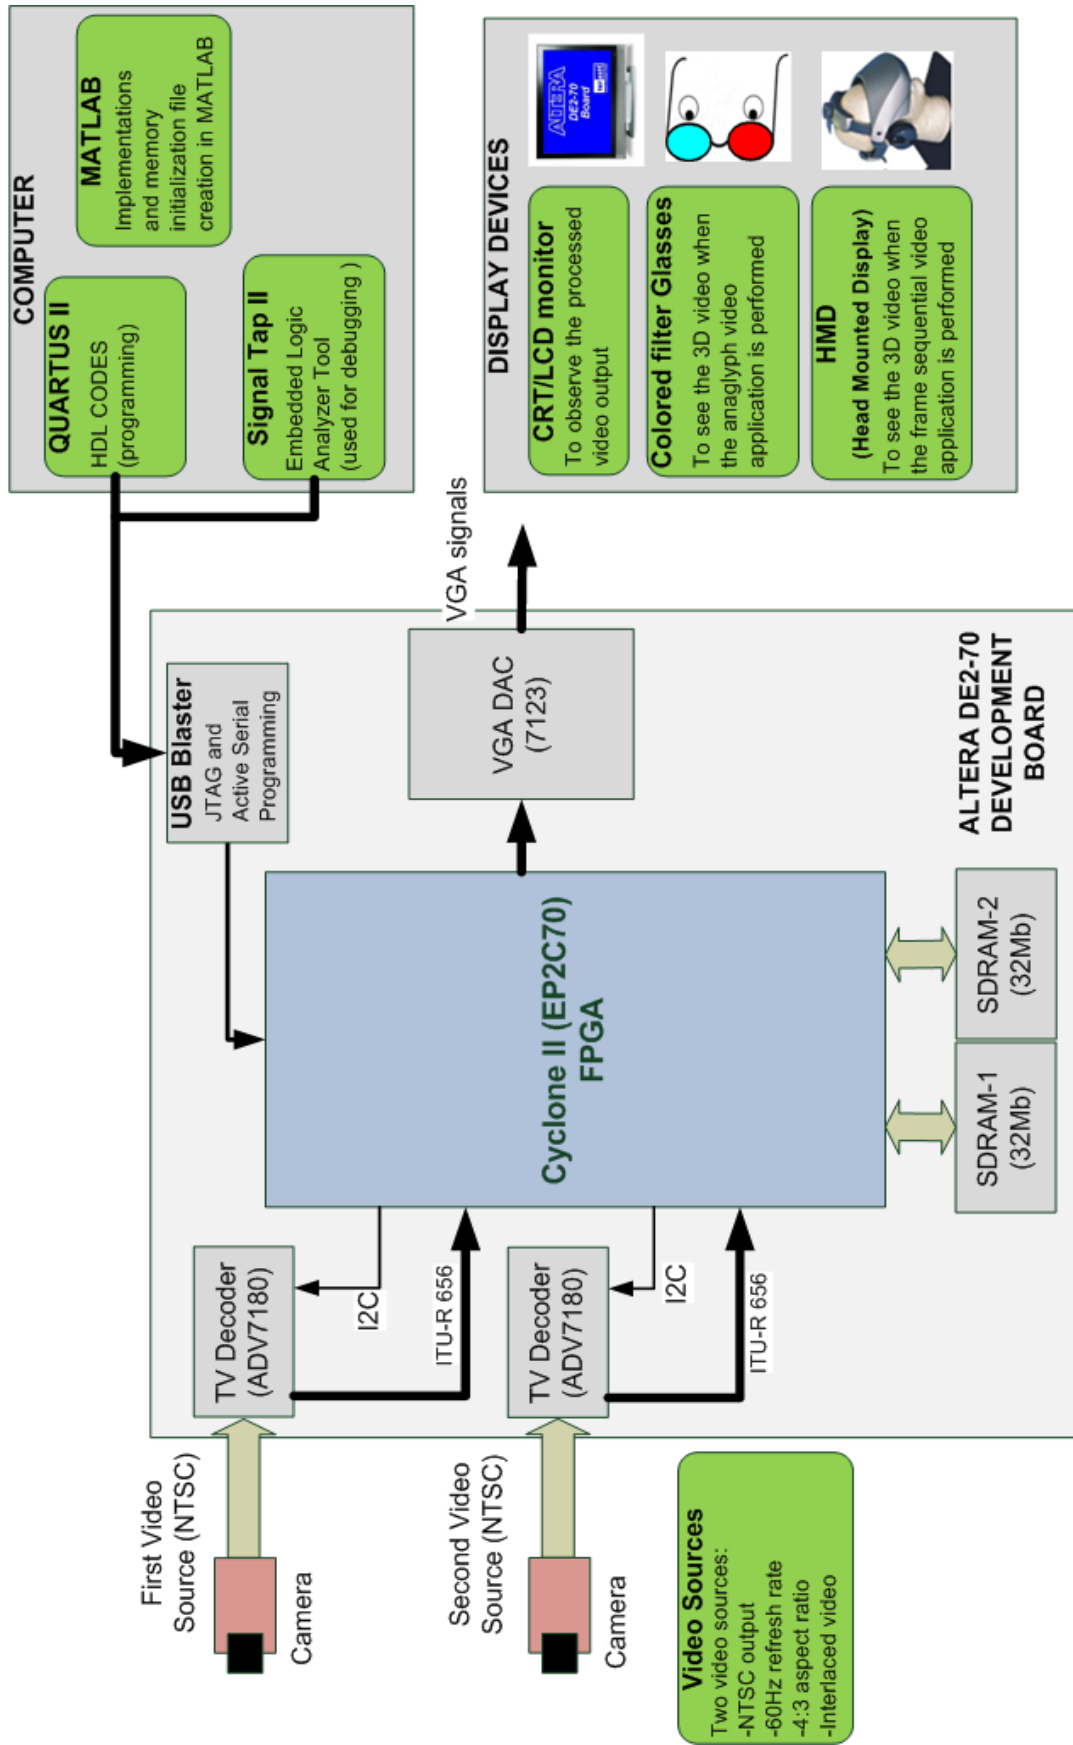 First Video
Source (NTSC)
Camera
Second Video
Source (NTSC)
Camera
Video Sources
Two video sources:
-NTSC output
-60Hz refresh rate
-4:3 aspect ratio
-Interlaced video
TV Decoder
(ADV7180)
I2C
ITU-R 656
TV Decoder
(ADV7180)
I2C
ITU-R 656
Cyclone II (EP2C70)
FPGA
SDRAM-1
(32Mb)
SDRAM-2
(32Mb)
USB Blaster
JTAG and
Active Serial
Programming
VGA DAC
(7123)
ALTERA DE2-70
DEVELOPMENT
BOARD
VGA signals
COMPUTER
QUARTUS II
HDL CODES
(programming)
MATLAB
Implementations
and memory
initialization file
creation in MATLAB
Signal Tap II
Embedded Logic
Analyzer Tool
(used for debugging )
DISPLAY DEVICES
CRT/LCD monitor
To observe the processed
video output
ALTERA
DE2-70
Board
Colored filter Glasses
To see the 3D video when
the anaglyph video
application is performed
HMD
(Head Mounted Display)
To see the 3D video when
the frame sequential video
application is performed